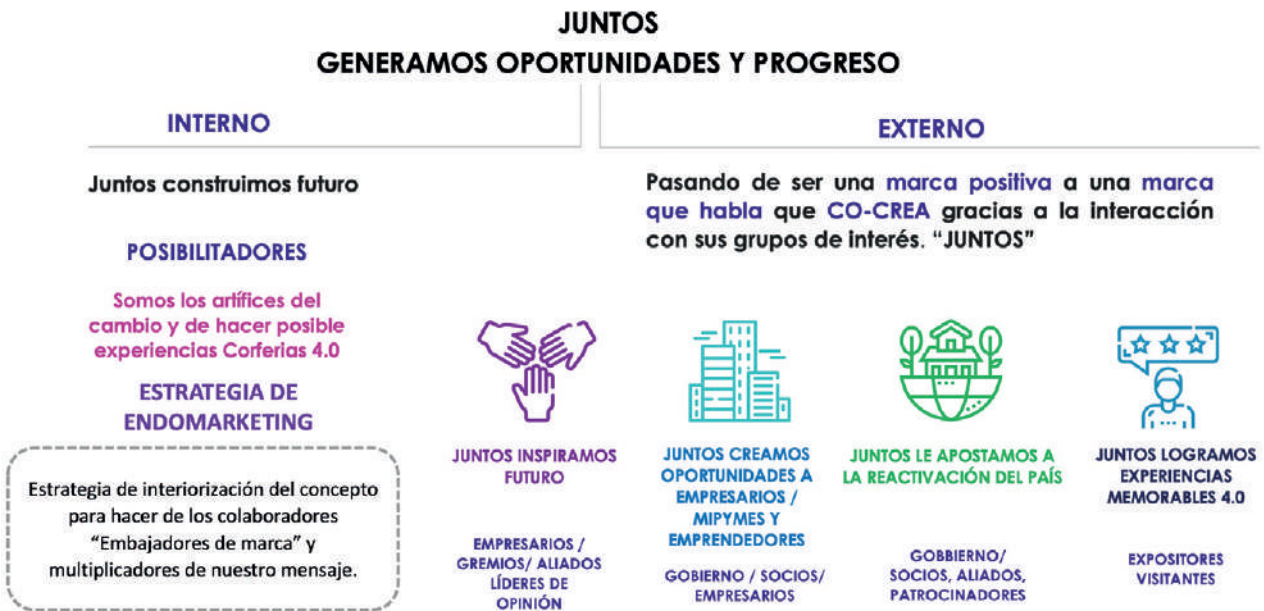 JUNTOS
GENERAMOS OPORTUNIDADES Y PROGRESO
INTERNO
Juntos construimos futuro
POSIBILITADORES
Somos los artífices del
cambio y de hacer posible
experiencias Corferias 4.0
ESTRATEGIA DE
ENDOMARKETING
Estrategia de interiorización del concepto
para hacer de los colaboradores
“Embajadores de marca” y
multiplicadores de nuestro mensaje.
EXTERNO
Pasando de ser una marca positiva a una marca
que habla que CO-CREA gracias a la interacción
con sus grupos de interés. “JUNTOS”
JUNTOS INSPIRAMOS
FUTURO
EMPRESARIOS /
GREMIOS/ ALIADOS
LÍDERES DE
OPINIÓN
JUNTOS CREAMOS
OPORTUNIDADES A
EMPRESARIOS /
MIPYMES Y
EMPRENDEDORES
GOBIERNO / SOCIOS/
EMPRESARIOS
JUNTOS LE APOSTAMOS A
LA REACTIVACIÓN DEL PAÍS
GOBBIERNO/
SOCIOS, ALIADOS,
PATROCINADORES
JUNTOS LOGRAMOS
EXPERIENCIAS
MEMORABLES 4.0
EXPOSITORES
VISITANTES